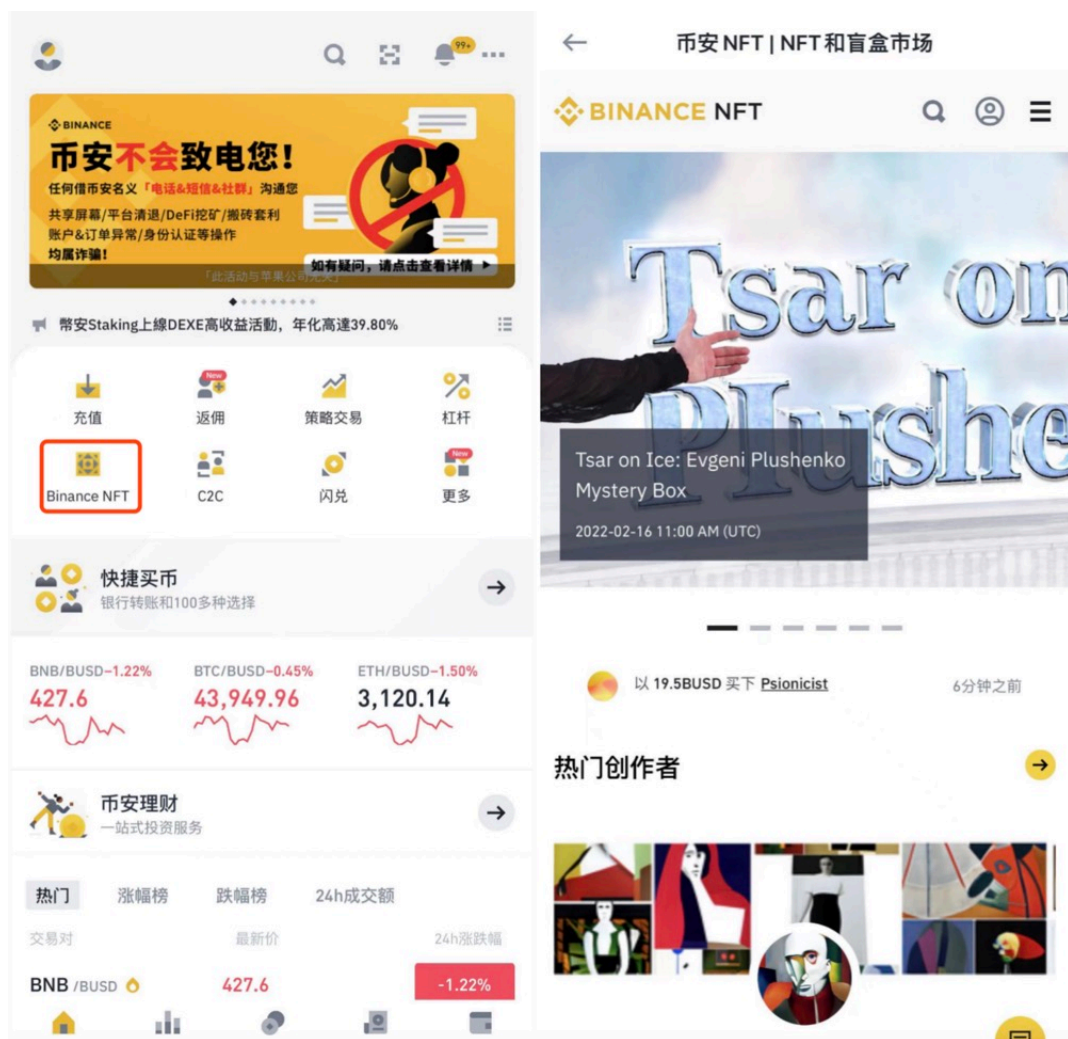 99+
BINANCE
币安不会致电您！
任何借币安名义「电话&短信&社群」沟通您
共享屏幕/平台清退/DeFi挖矿/搬砖套利
账户&订单异常/身份认证等操作
均属诈骗！
如有疑问，请点击查看详情
「此活动与苹果公司无关」
幣安Staking上線DEXE高收益活動，年化高達39.80%
充值
New
返佣
策略交易
杠杆
Binance NFT
C2C
闪兑
New
更多
快捷买币
银行转账和100多种选择
BNB/BUSD-1.22%
427.6
BTC/BUSD-0.45%
43,949.96
ETH/BUSD-1.50%
3,120.14
币安理财
一站式投资服务
热门 涨幅榜 跌幅榜 24h成交额
交易对 最新价 24h涨跌幅
BNB /BUSD 427.6 -1.22%
币安 NFT | NFT 和盲盒市场
BINANCE NFT
Tsar on
Plushe
Tsar on Ice: Evgeni Plushenko
Mystery Box
2022-02-16 11:00 AM (UTC)
以 19.5BUSD 买下 Psionicist 6分钟之前
热门创作者